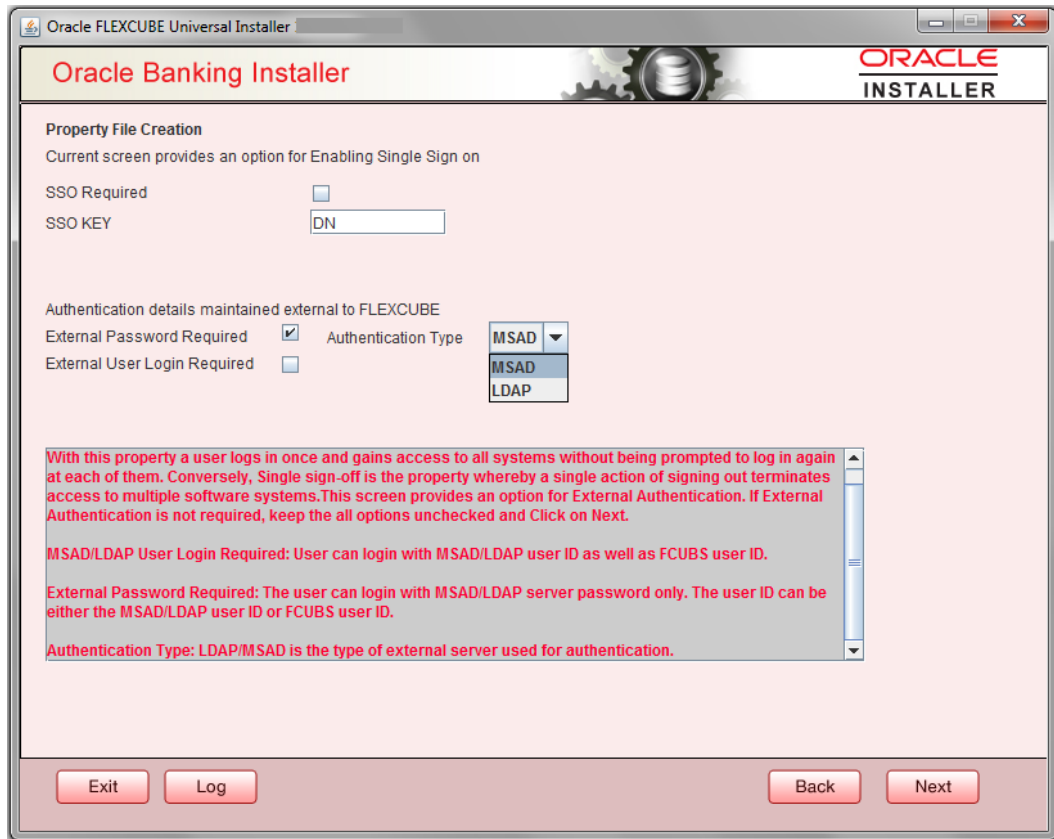 Oracle FLEXCUBE Universal Installer
Oracle Banking Installer
ORACLE
INSTALLER
Property File Creation
Current screen provides an option for Enabling Single Sign on
SSO Required
SSO KEY
DN
Authentication details maintained external to FLEXCUBE
External Password Required
Authentication Type
MSAD
External User Login Required
MSAD
LDAP
With this property a user logs in once and gains access to all systems without being prompted to log in again
at each of them. Conversely, Single sign-off is the property whereby a single action of signing out terminates
access to multiple software systems.This screen provides an option for External Authentication. If External
Authentication is not required, keep the all options unchecked and Click on Next.
MSAD/LDAP User Login Required: User can login with MSAD/LDAP user ID as well as FCUBS user ID.
External Password Required: The user can login with MSAD/LDAP server password only. The user ID can be
either the MSAD/LDAP user ID or FCUBS user ID.
Authentication Type: LDAP/MSAD is the type of external server used for authentication.
Exit
Log
Back
Next